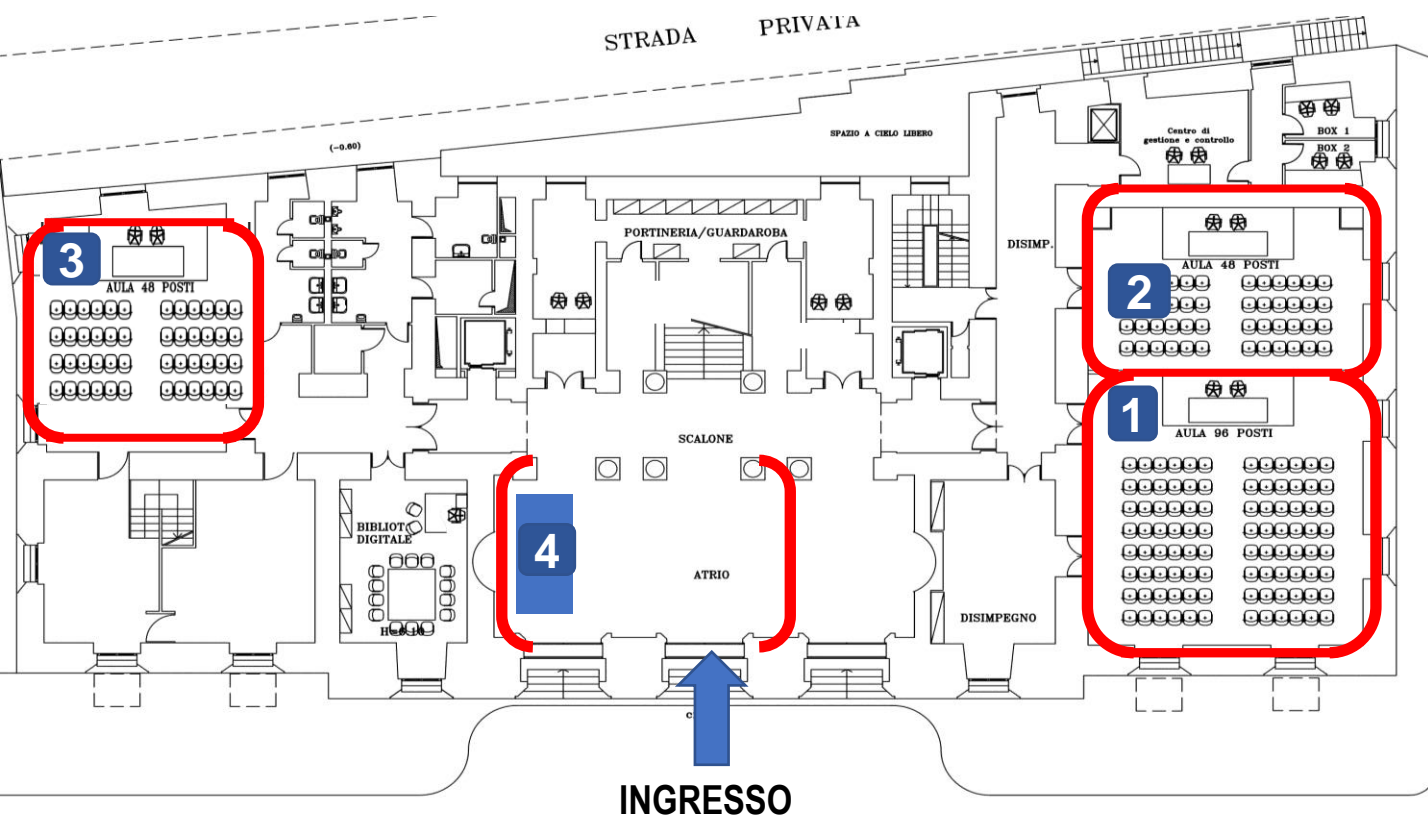 STRADA PRIVATA
SPAZIO A CIELO LIBERO
Centro di
gestione e controllo
BOX 1
BOX 2
(-0.60)
PORTINERIA/GUARDAROBA
DISIMP.
3
AULA 48 POSTI
2
AULA 48 POSTI
1
AULA 96 POSTI
SCALONE
BIBLIOT.
DIGITALE
4
ATRIO
DISIMPEGNO
INGRESSO